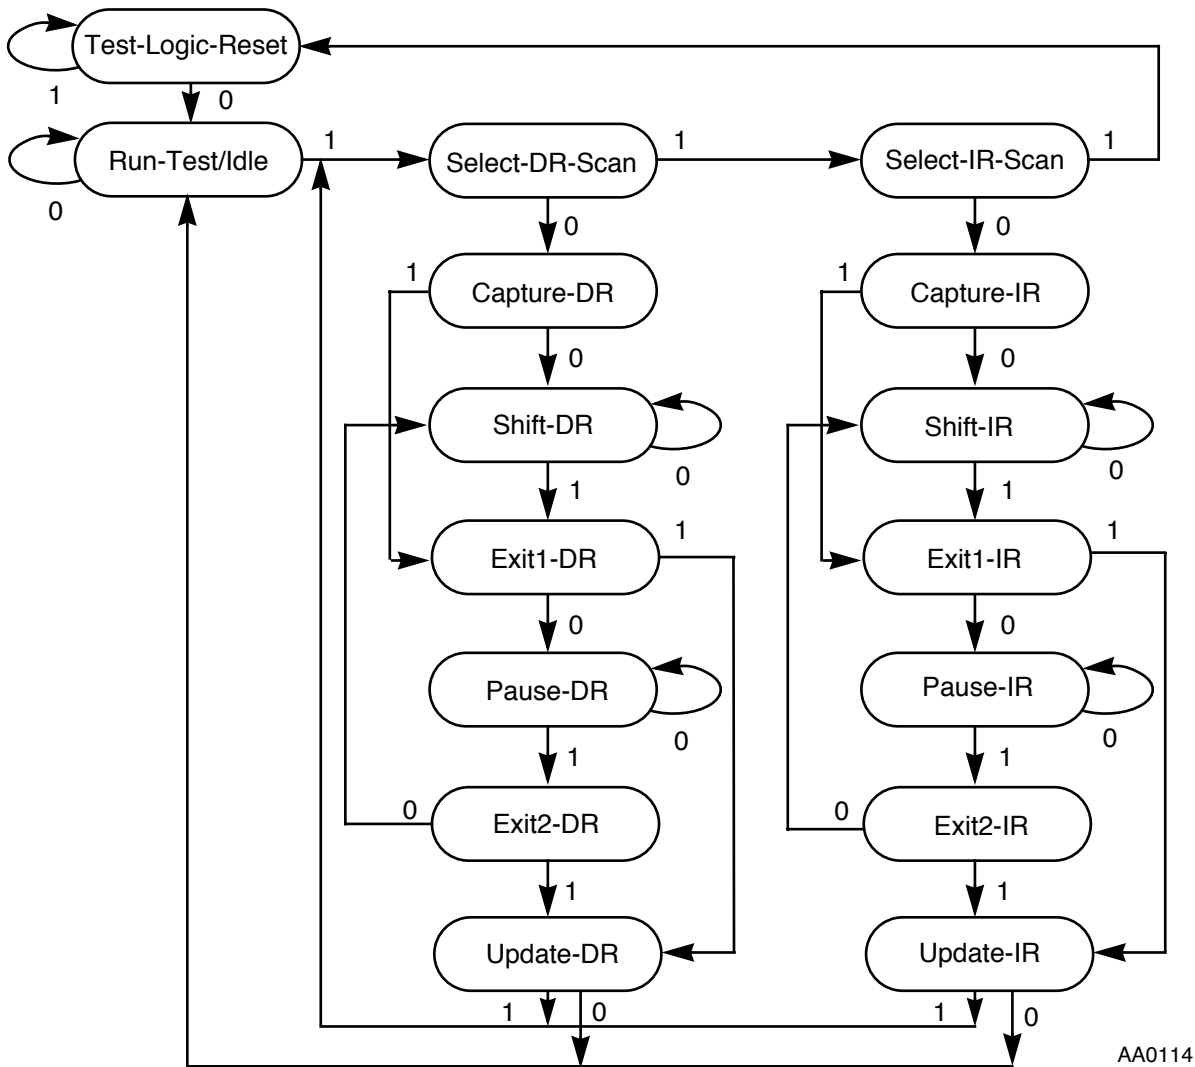 Test-Logic-Reset
1
0
Run-Test/Idle
1
Select-DR-Scan
1
Select-IR-Scan
1
0
0
0
1
Capture-DR
1
Capture-IR
0
0
Shift-DR
Shift-IR
0
0
1
1
Exit1-DR
1
Exit1-IR
1
0
0
Pause-DR
Pause-IR
0
0
1
1
0
Exit2-DR
0
Exit2-IR
1
1
Update-DR
Update-IR
1
0
1
0
AA0114